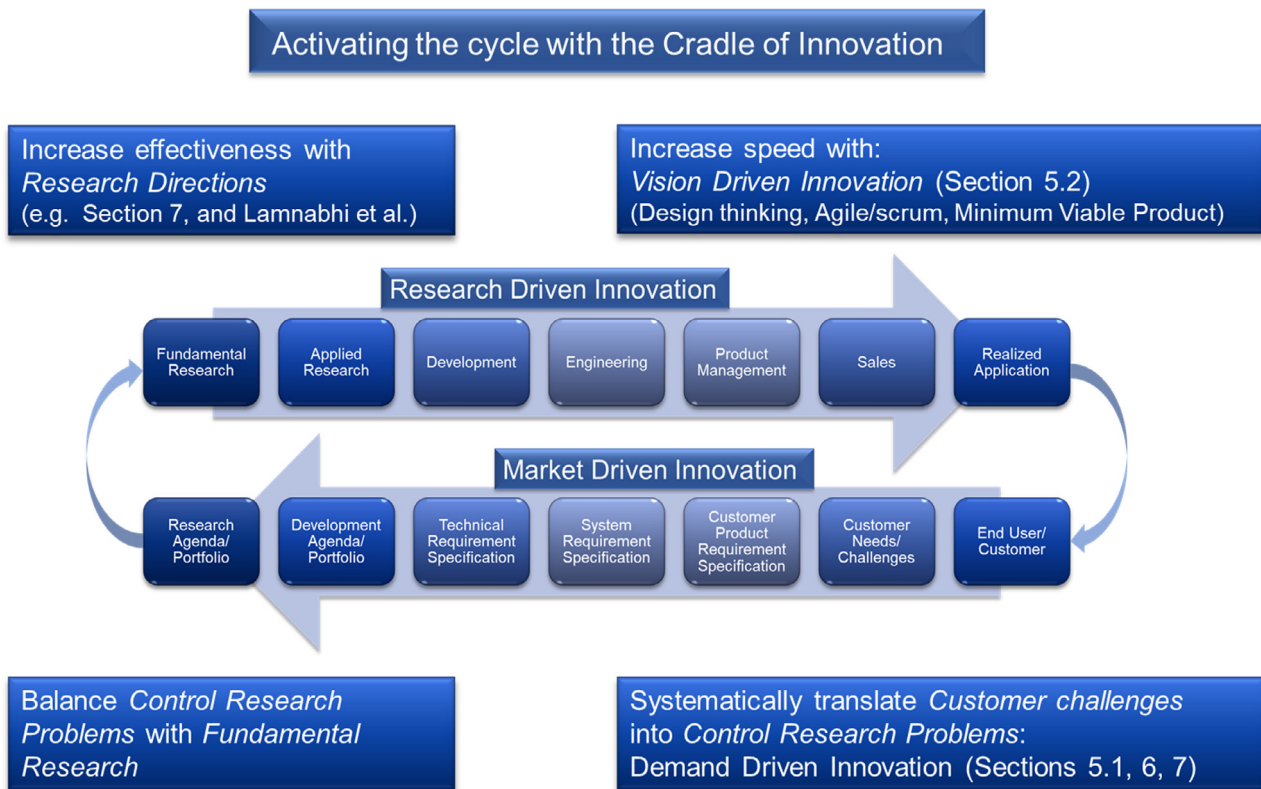 Activating the cycle with the Cradle of Innovation
Increase effectiveness with
Research Directions
(e.g. Section 7, and Lamnabhi et al.)
Increase speed with:
Vision Driven Innovation (Section 5.2)
(Design thinking, Agile/scrum, Minimum Viable Product)
Research Driven Innovation
Fundamental
Research
Applied
Research
Development
Engineering
Product
Management
Sales
Realized
Application
Market Driven Innovation
Research
Agenda/
Portfolio
Development
Agenda/
Portfolio
Technical
Requirement
Specification
System
Requirement
Specification
Customer
Product
Requirement
Specification
Customer
Needs/
Challenges
End User/
Customer
Balance Control Research
Problems with Fundamental
Research
Systematically translate Customer challenges
into Control Research Problems:
Demand Driven Innovation (Sections 5.1, 6, 7)